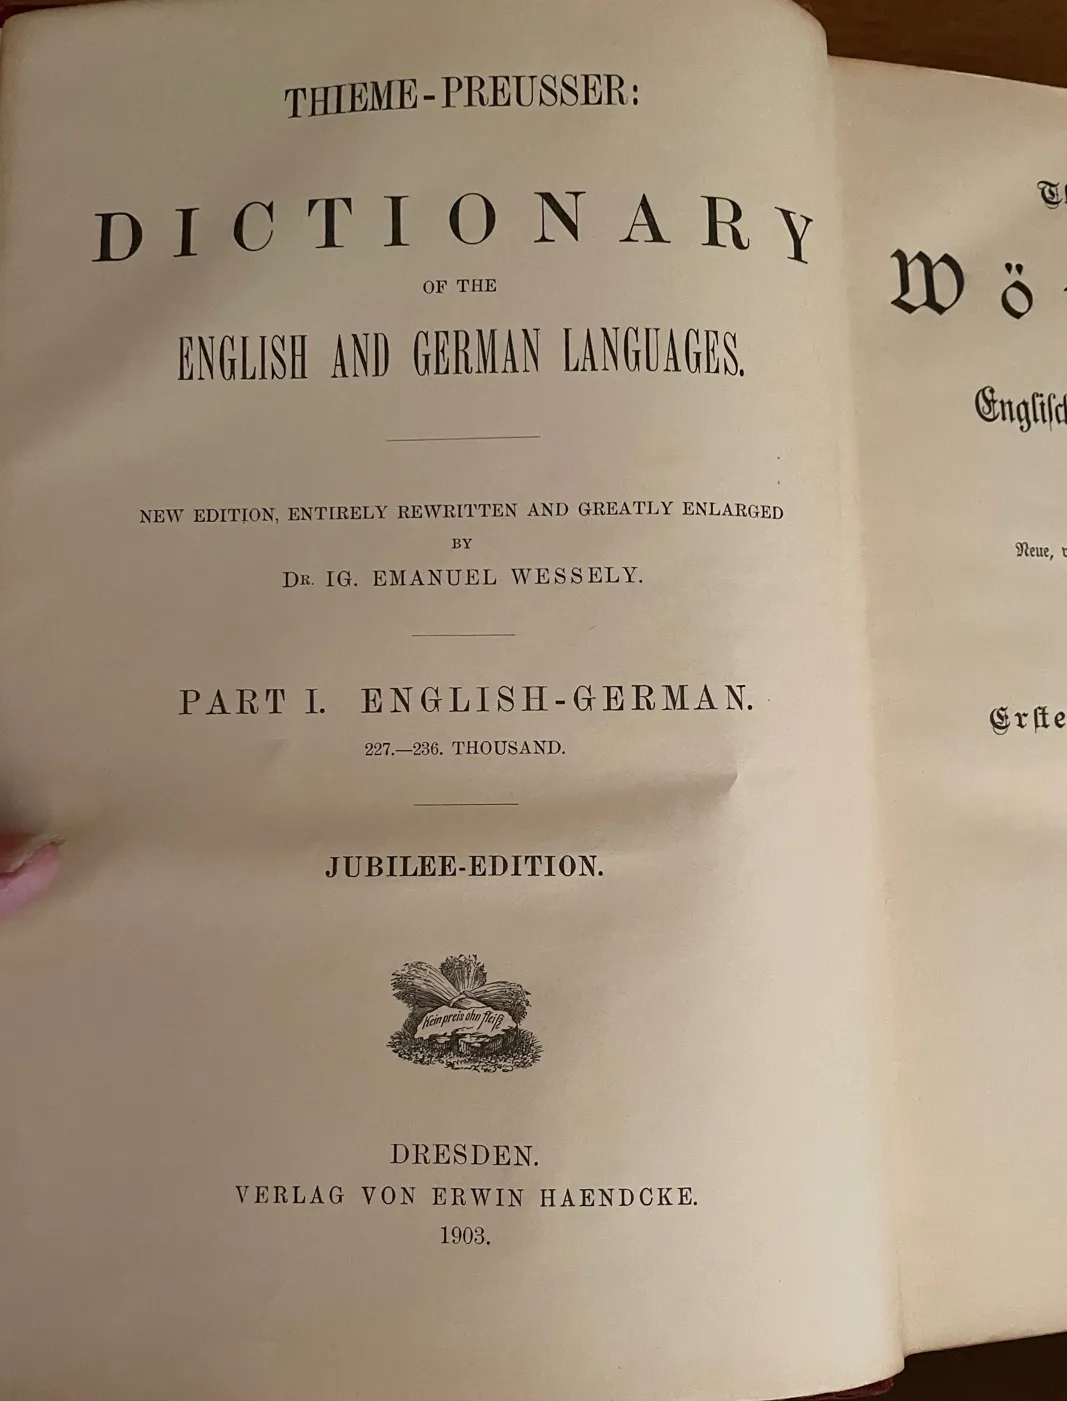 THIEME-PREUSSER:
DICTIONARY
OF THE
ENGLISH AND GERMAN LANGUAGES.
NEW EDITION, ENTIRELY REWRITTEN AND GREATLY ENLARGED
BY
DR. IG. EMANUEL WESSELY.
PART I. ENGLISH-GERMAN.
227.—236. THOUSAND.
JUBILEE-EDITION.
Kein preis ohn fleiß
DRESDEN.
VERLAG VON ERWIN HAENDCKE.
1903.
Th
Wö
Englisch
Neue, v
Erste